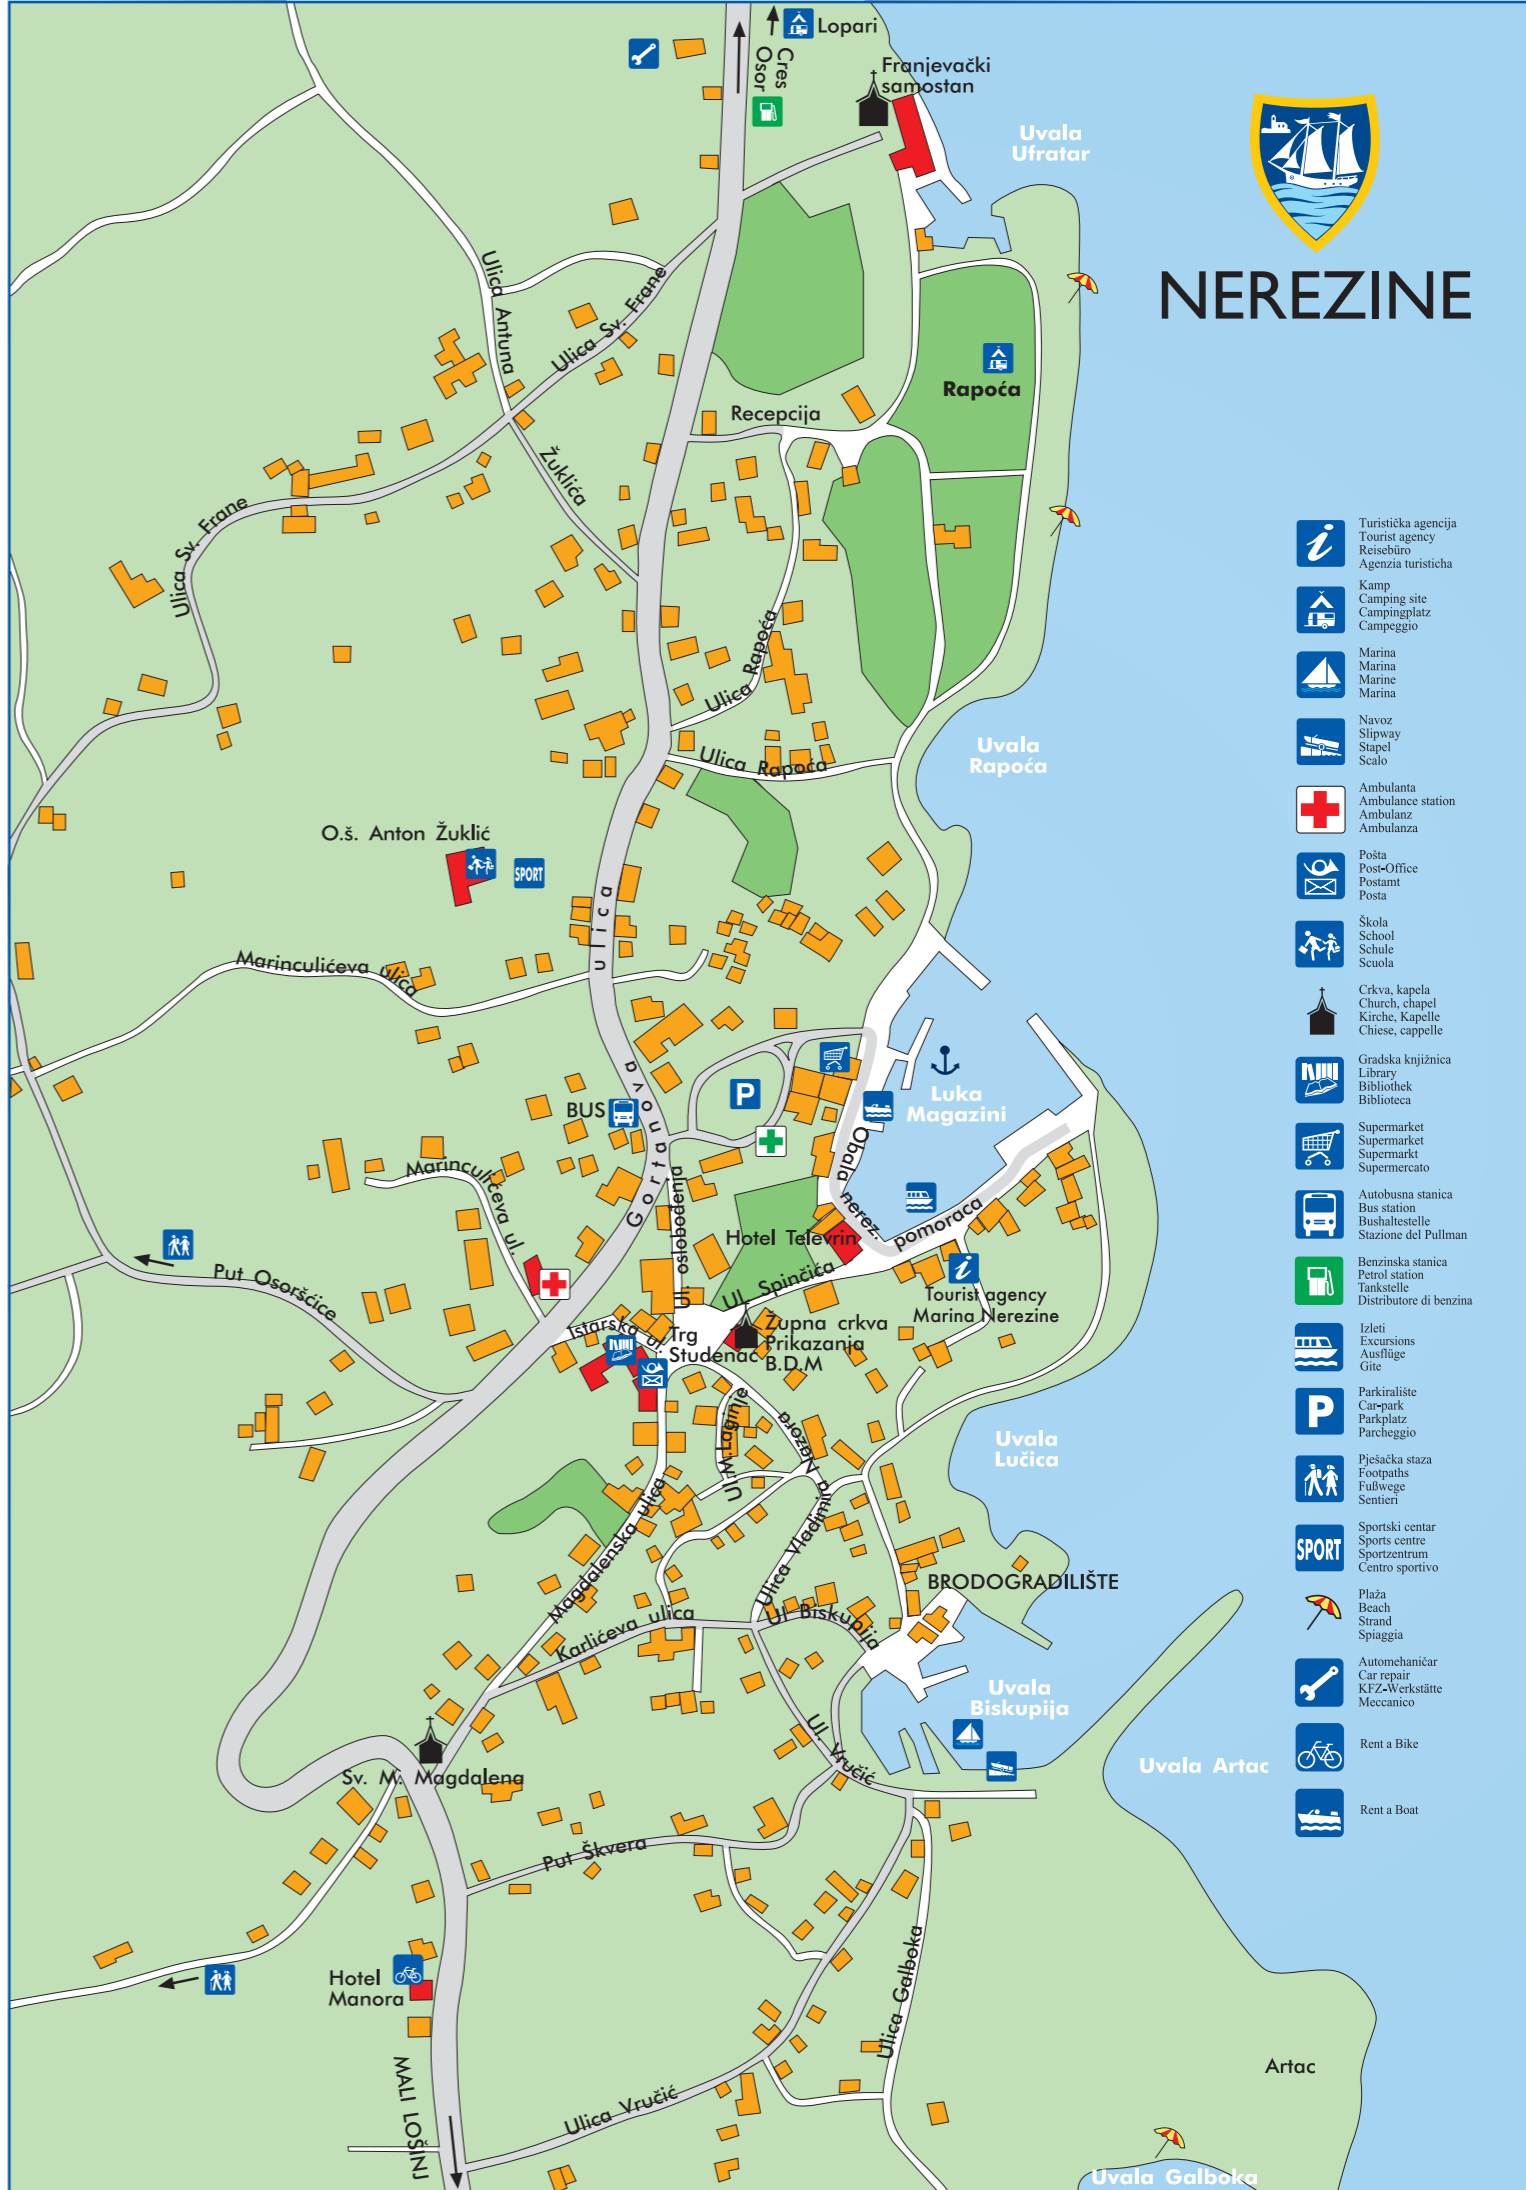 Lopari
Cres
Osor
Franjevački
samostan
Uvala
Ufratar
NEREZINE
Ulica Antuna
Ulica Sv. Frane
Rapoća
Recepcija
Žuklića
Ulica Sv. Frane
Ulica Rapoća
Uvala
Rapoća
Ulica Rapoća
O.š. Anton Žuklić
SPORT
Marinculićeva ulica
Gortanova ulica
BUS
P
Luka
Magazini
Obala nerez. pomoraca
Marinculićeva ul.
Ul. oslobođenja
Hotel Televrin
Put Osoršćice
Ul. Spinčića
Tourist agency
Marina Nerezine
Istarska ul.
Trg
Studenac
Župna crkva
Prikazanja
B.D.M
Ul.M.Laginje
Ulica Vladimira Nazora
Uvala
Lučica
Magdalenska ulica
BRODOGRADILIŠTE
Karlićeva ulica
Ul Biskupija
Uvala
Biskupija
Ul. Vručić
Uvala Artac
Sv. M. Magdalena
Put Škvera
Hotel
Manora
Ulica Galboka
MALI LOŠINJ
Ulica Vručić
Artac
Uvala Galboka
Turistička agencija
Tourist agency
Reisebüro
Agenzia turisticha
Kamp
Camping site
Campingplatz
Campeggio
Marina
Marina
Marine
Marina
Navoz
Slipway
Stapel
Scalo
Ambulanta
Ambulance station
Ambulanz
Ambulanza
Pošta
Post-Office
Postamt
Posta
Škola
School
Schule
Scuola
Crkva, kapela
Church, chapel
Kirche, Kapelle
Chiese, cappelle
Gradska knjižnica
Library
Bibliothek
Biblioteca
Supermarket
Supermarket
Supermarkt
Supermercato
Autobusna stanica
Bus station
Bushaltestelle
Stazione del Pullman
Benzinska stanica
Petrol station
Tankstelle
Distributore di benzina
Izleti
Excursions
Ausflüge
Gite
P
Parkiralište
Car-park
Parkplatz
Parcheggio
Pješačka staza
Footpaths
Fußwege
Sentieri
SPORT
Sportski centar
Sports centre
Sportzentrum
Centro sportivo
Plaža
Beach
Strand
Spiaggia
Automehaničar
Car repair
KFZ-Werkstätte
Meccanico
Rent a Bike
Rent a Boat